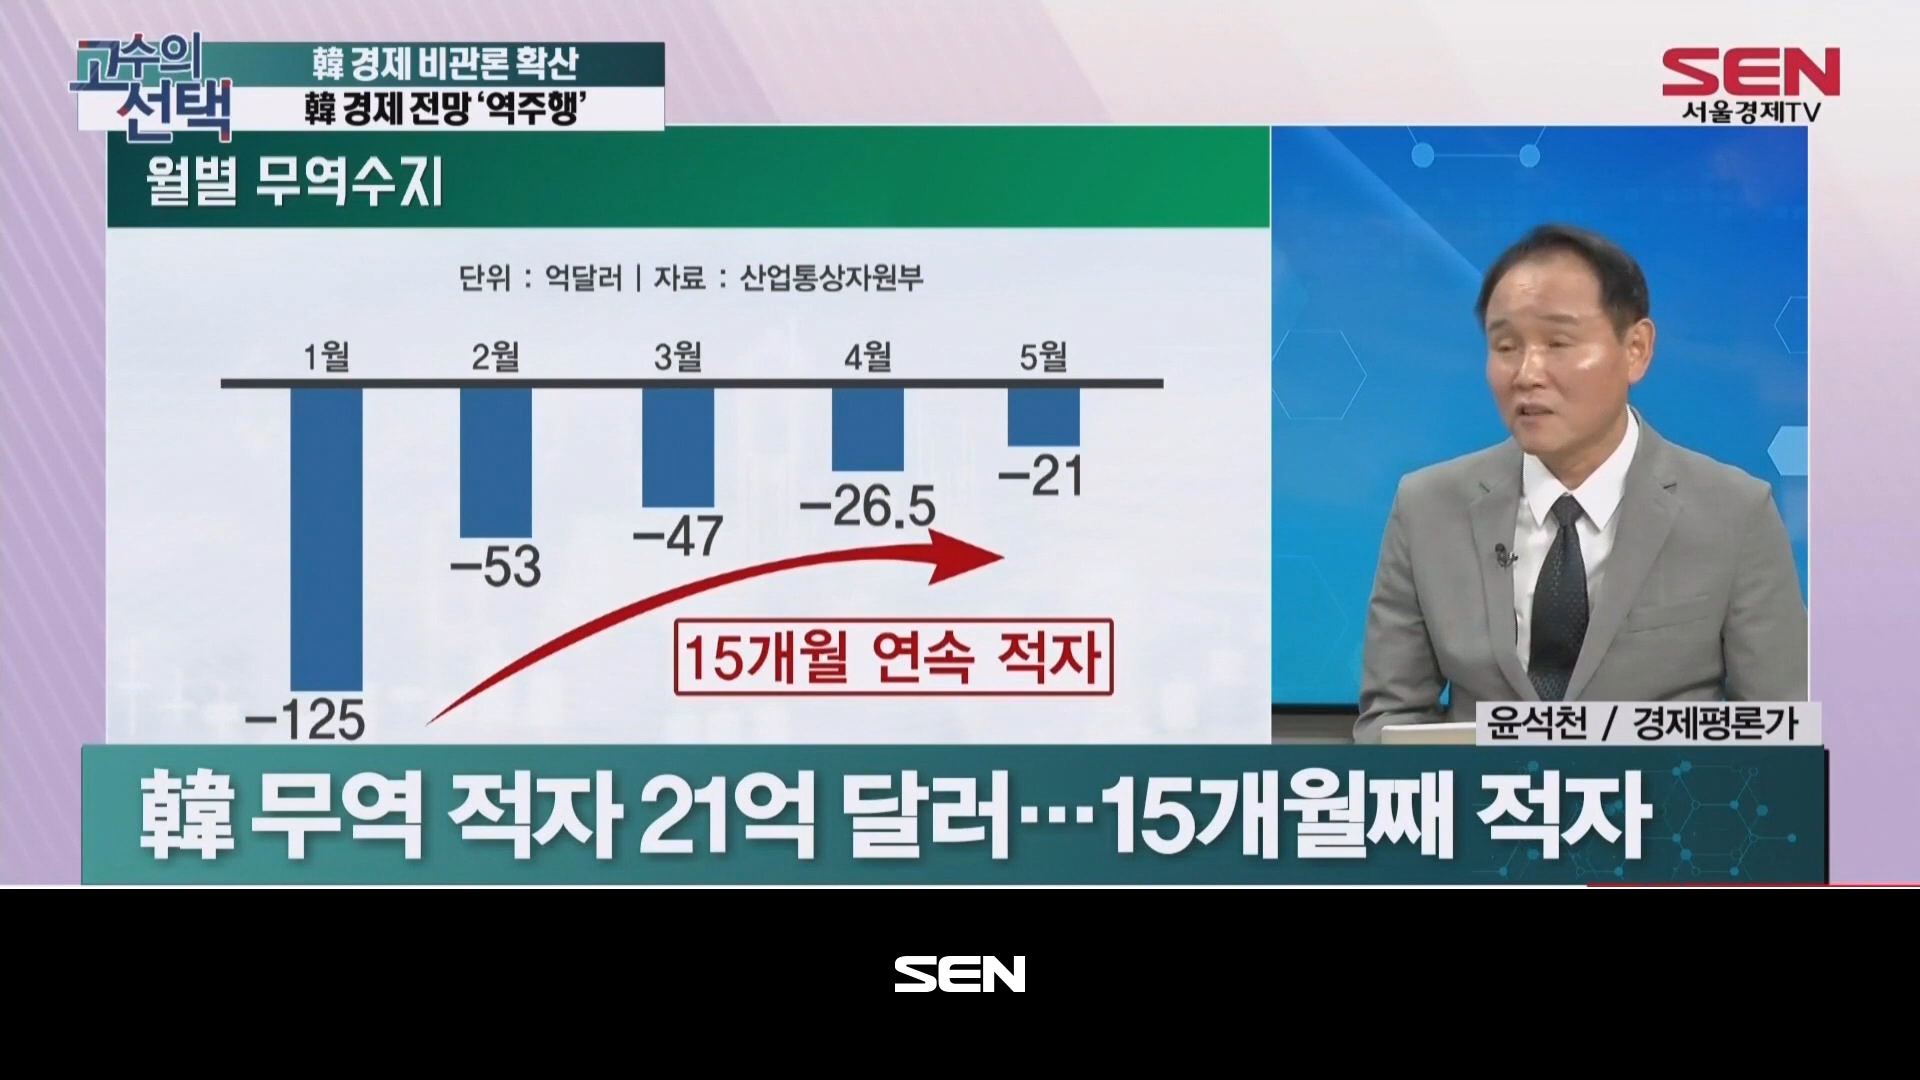 고수의
선택
韓 경제 비관론 확산
韓 경제 전망 ‘역주행’
SEN
서울경제TV
월별 무역수지
단위 : 억달러 | 자료 : 산업통상자원부
1월 2월 3월 4월 5월
-125
-53
-47
-26.5
-21
15개월 연속 적자
윤석천 / 경제평론가
韓 무역 적자 21억 달러…15개월째 적자
SEN